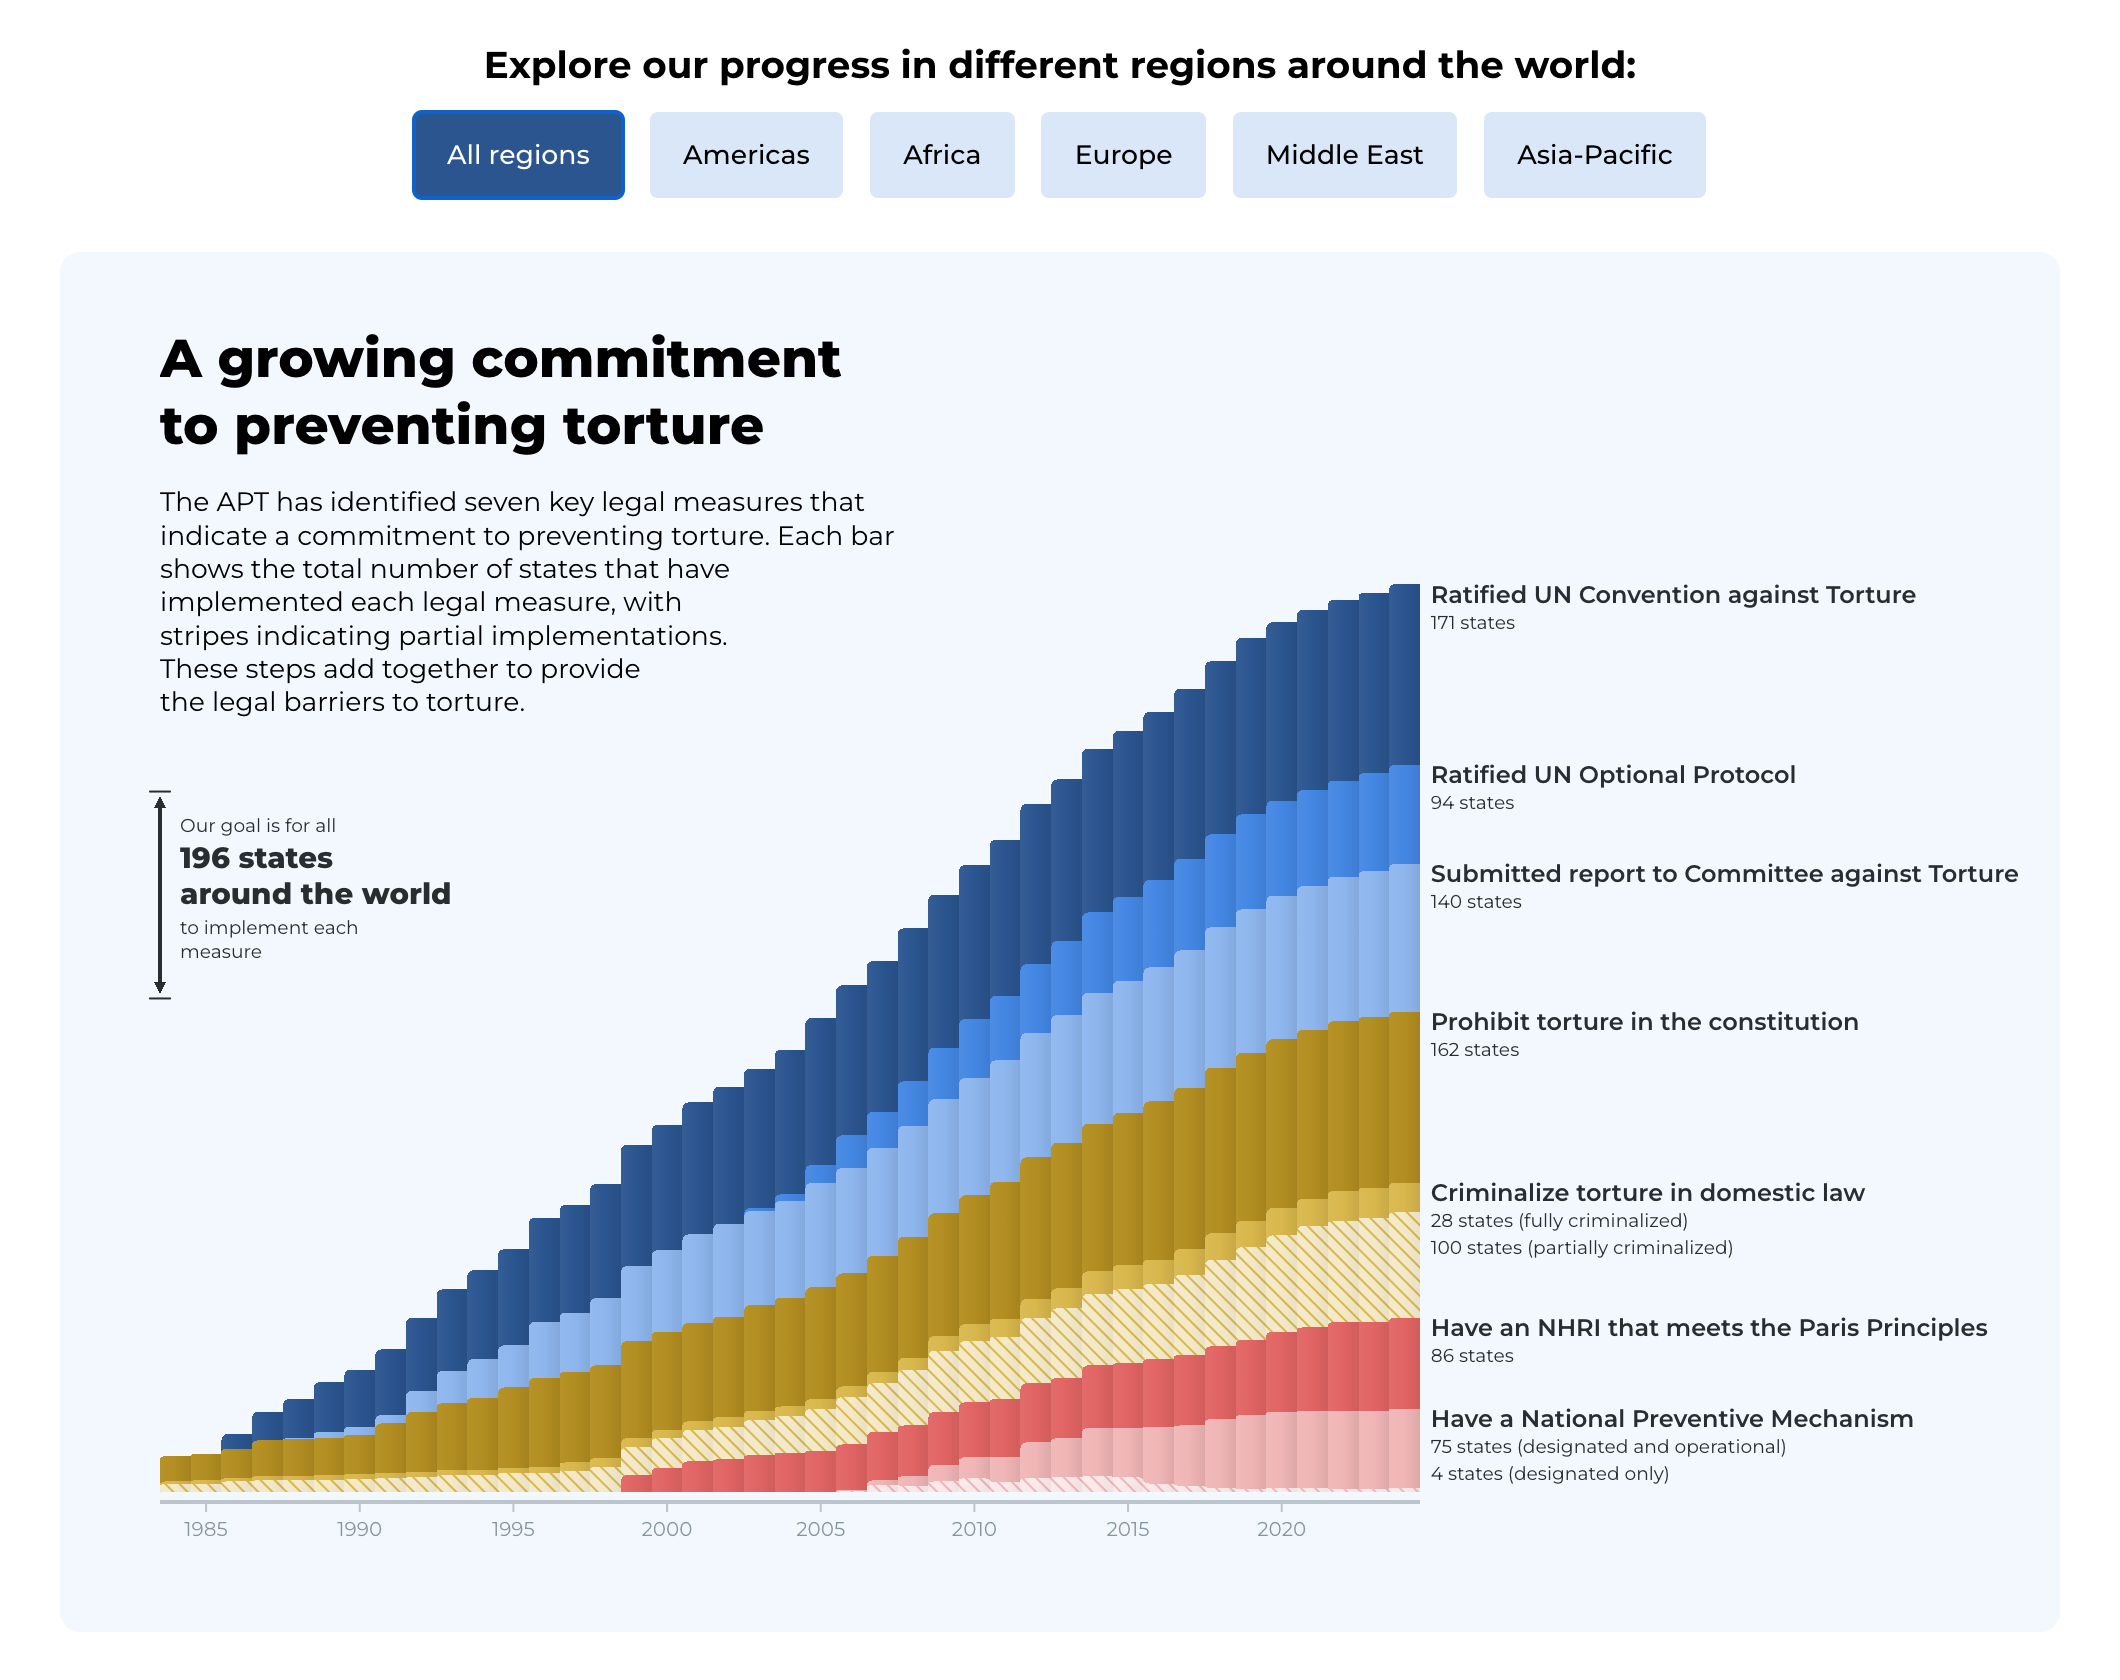 Explore our progress in different regions around the world:
All regions
Americas
Africa
Europe
Middle East
Asia-Pacific
A growing commitment
to preventing torture
The APT has identified seven key legal measures that
indicate a commitment to preventing torture. Each bar
shows the total number of states that have
implemented each legal measure, with
stripes indicating partial implementations.
These steps add together to provide
the legal barriers to torture.
Our goal is for all
196 states
around the world
to implement each
measure
Ratified UN Convention against Torture
171 states
Ratified UN Optional Protocol
94 states
Submitted report to Committee against Torture
140 states
Prohibit torture in the constitution
162 states
Criminalize torture in domestic law
28 states (fully criminalized)
100 states (partially criminalized)
Have an NHRI that meets the Paris Principles
86 states
Have a National Preventive Mechanism
75 states (designated and operational)
4 states (designated only)
1985
1990
1995
2000
2005
2010
2015
2020